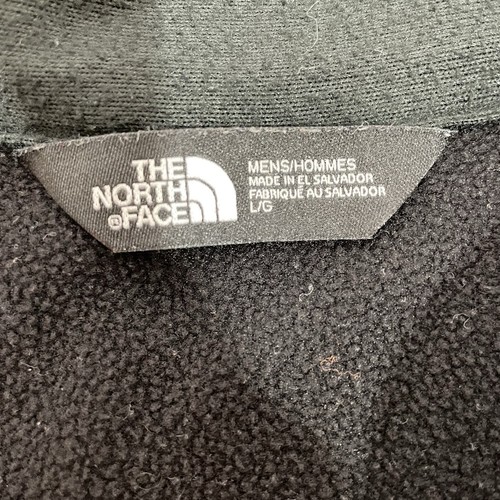 THE
NORTH
®FACE
MENS/HOMMES
MADE IN EL SALVADOR
FABRIQUÉ AU SALVADOR
L/G